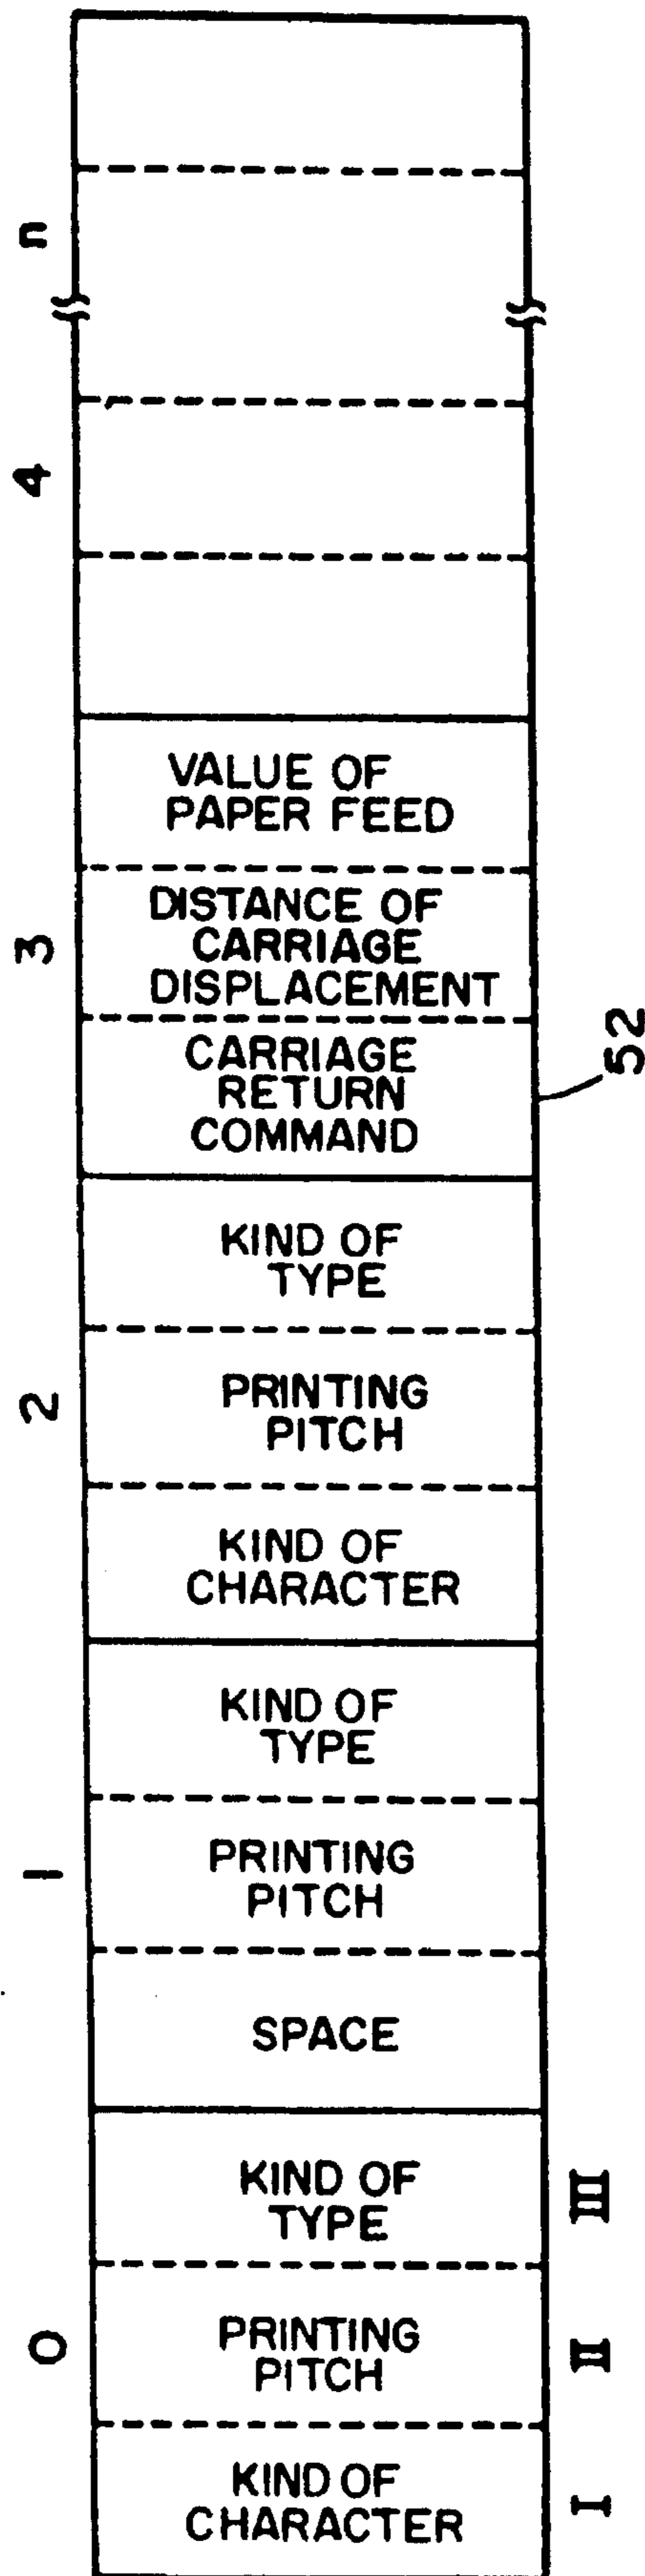 n
4
VALUE OF
PAPER FEED
3
DISTANCE OF
CARRIAGE
DISPLACEMENT
CARRIAGE
RETURN
COMMAND
52
KIND OF
TYPE
2
PRINTING
PITCH
KIND OF
CHARACTER
KIND OF
TYPE
1
PRINTING
PITCH
SPACE
KIND OF
TYPE
III
0
PRINTING
PITCH
II
KIND OF
CHARACTER
I